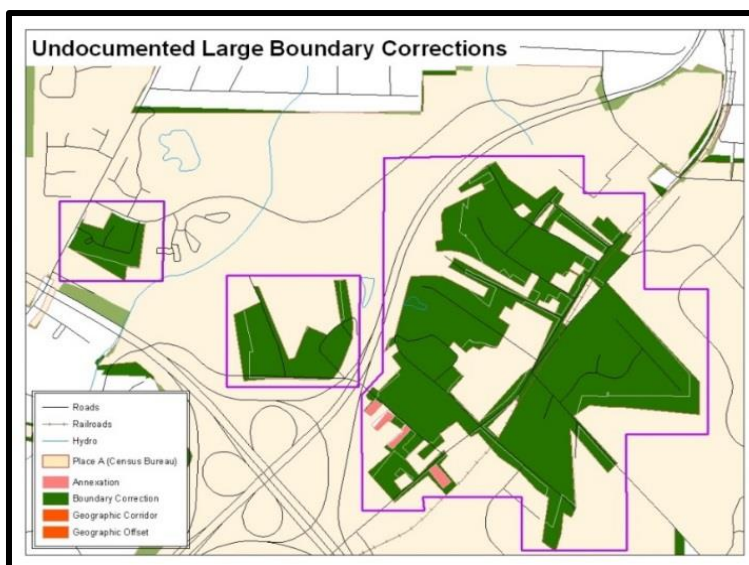 Undocumented Large Boundary Corrections
Roads
Railroads
Hydro
Place A (Census Bureau)
Annexation
Boundary Correction
Geographic Corridor
Geographic Offset